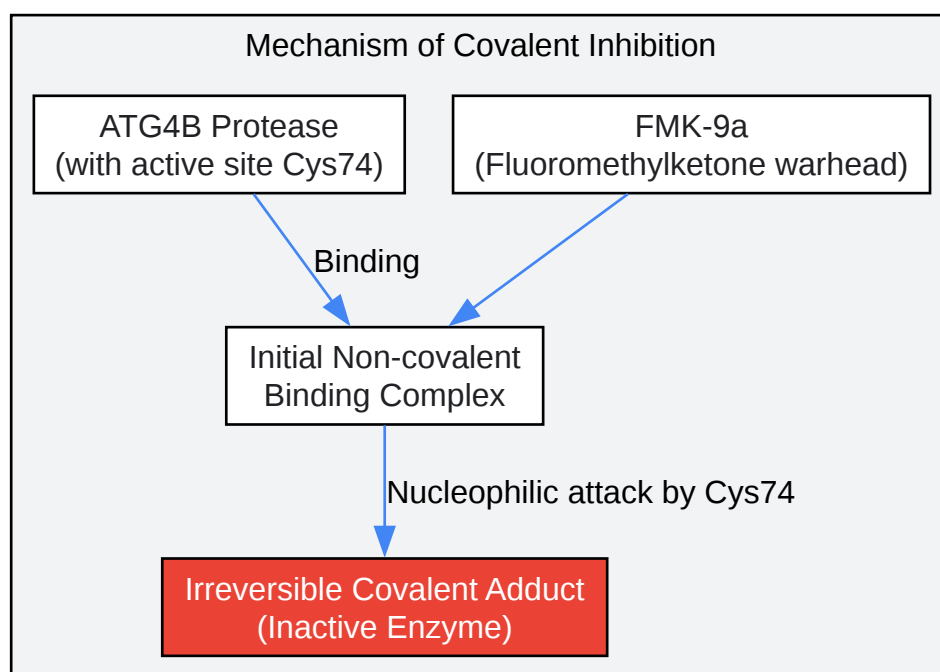 Mechanism of Covalent Inhibition
ATG4B Protease
(with active site Cys74)
FMK-9a
(Fluoromethylketone warhead)
Binding
Initial Non-covalent
Binding Complex
Nucleophilic attack by Cys74
Irreversible Covalent Adduct
(Inactive Enzyme)